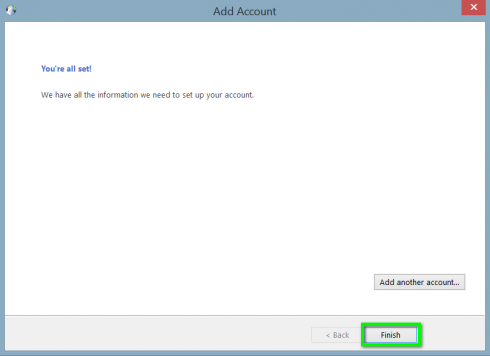 Add Account
You're all set!
We have all the information we need to set up your account.
Add another account...
< Back
Finish